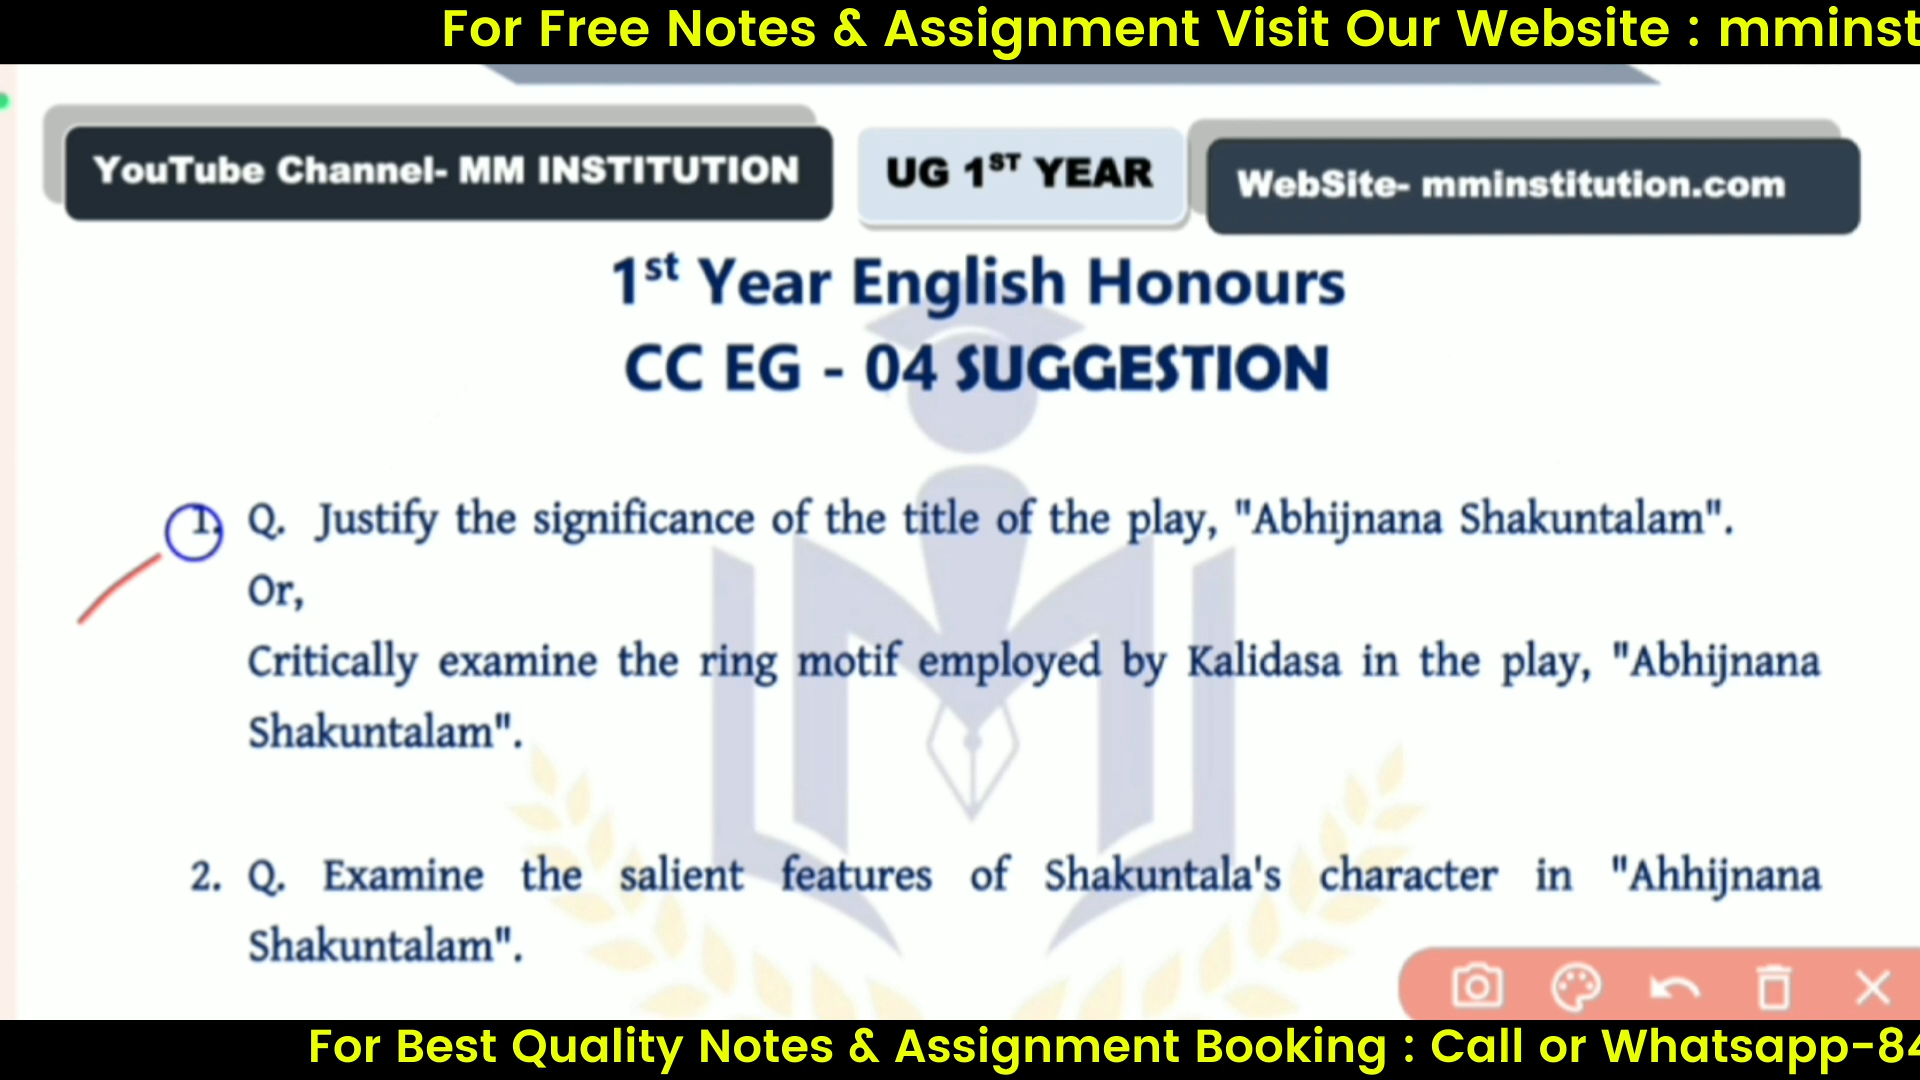 For Free Notes & Assignment Visit Our Website : mminst
YouTube Channel- MM INSTITUTION
UG 1ST YEAR
WebSite- mminstitution.com
1st Year English Honours
CC EG - 04 SUGGESTION
1. Q. Justify the significance of the title of the play, "Abhijnana Shakuntalam".
Or,
Critically examine the ring motif employed by Kalidasa in the play, "Abhijnana
Shakuntalam".
2. Q. Examine the salient features of Shakuntala's character in "Ahhijnana
Shakuntalam".
For Best Quality Notes & Assignment Booking : Call or Whatsapp-84